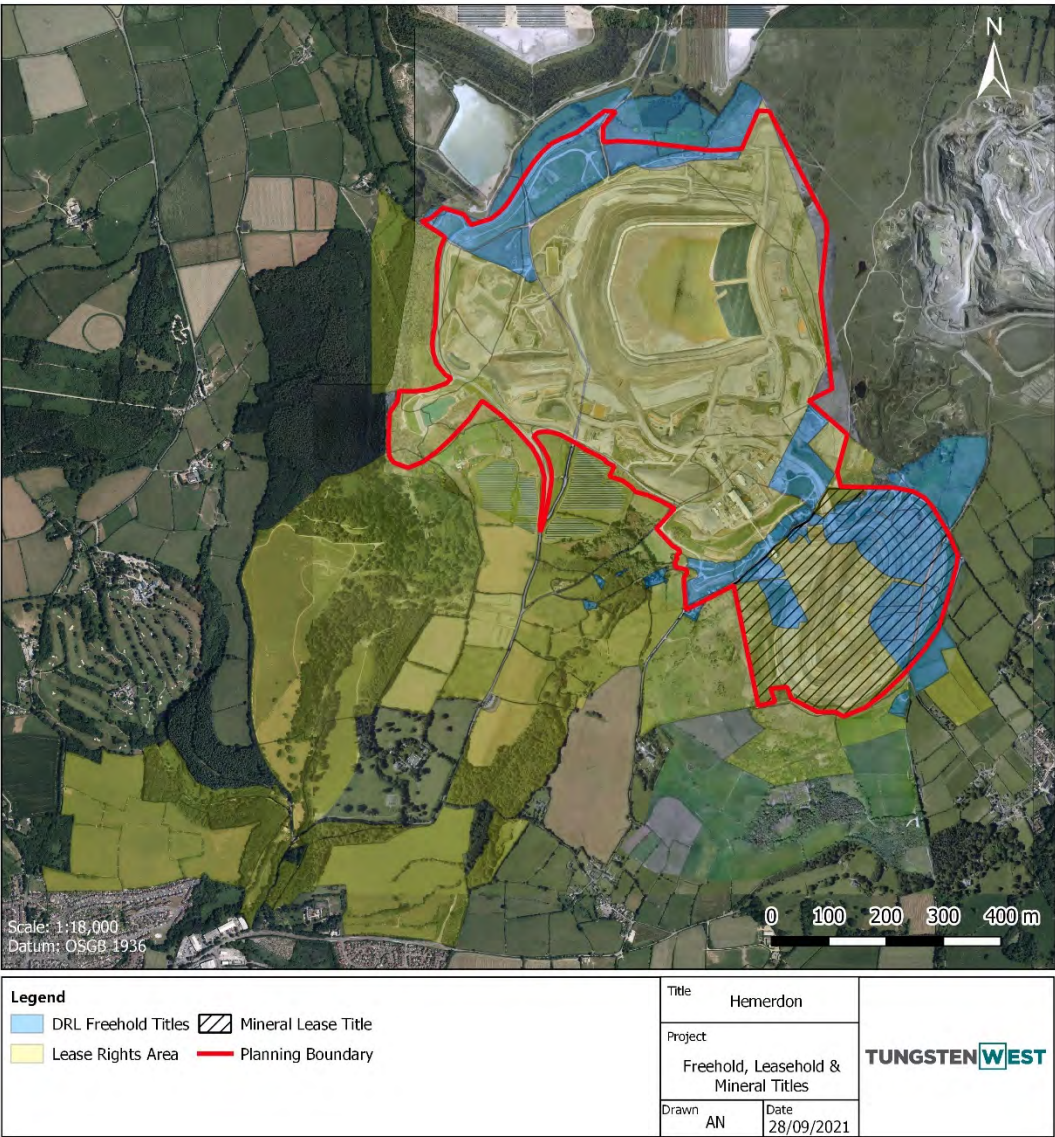 N
0 100 200 300 400 m
Scale: 1:18,000
Datum: OSGB 1936
Legend
DRL Freehold Titles
Mineral Lease Title
Lease Rights Area
Planning Boundary
Title
Hemerdon
Project
Freehold, Leasehold &
Mineral Titles
Drawn
AN
Date
28/09/2021
TUNGSTEN WEST